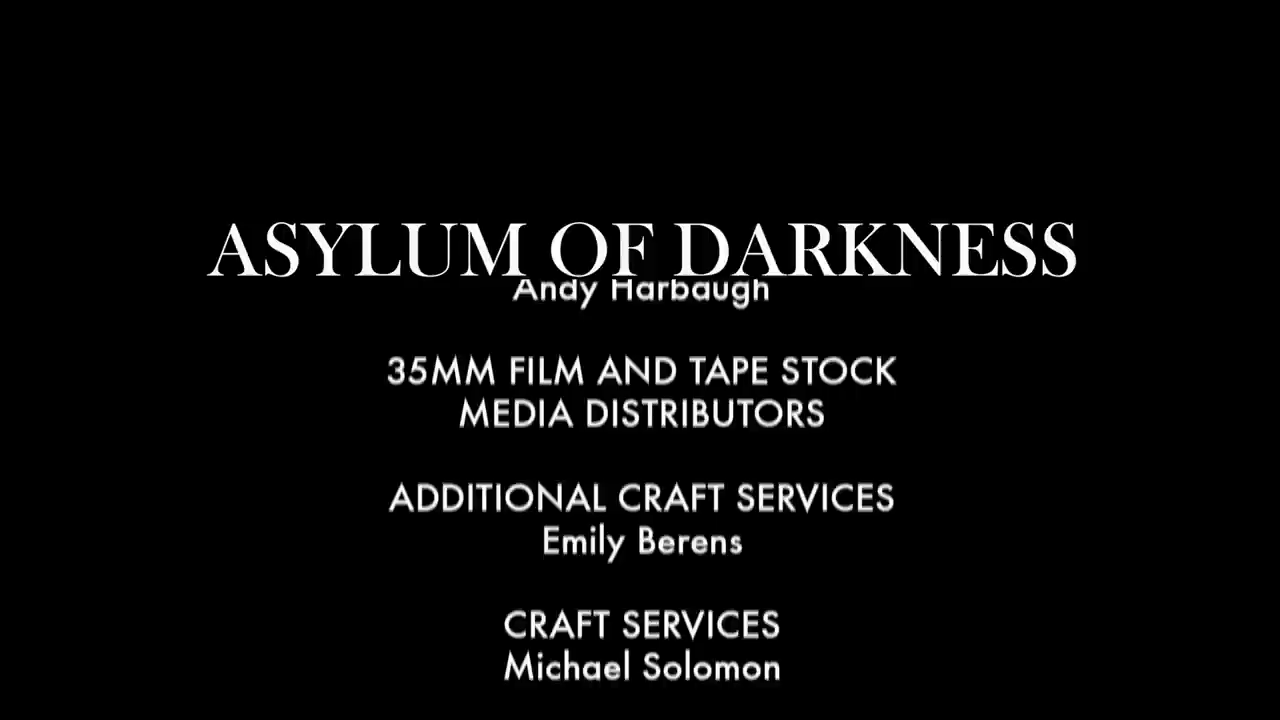 ASYLUM OF DARKNESS
Andy Harbaugh
35MM FILM AND TAPE STOCK
MEDIA DISTRIBUTORS
ADDITIONAL CRAFT SERVICES
Emily Berens
CRAFT SERVICES
Michael Solomon